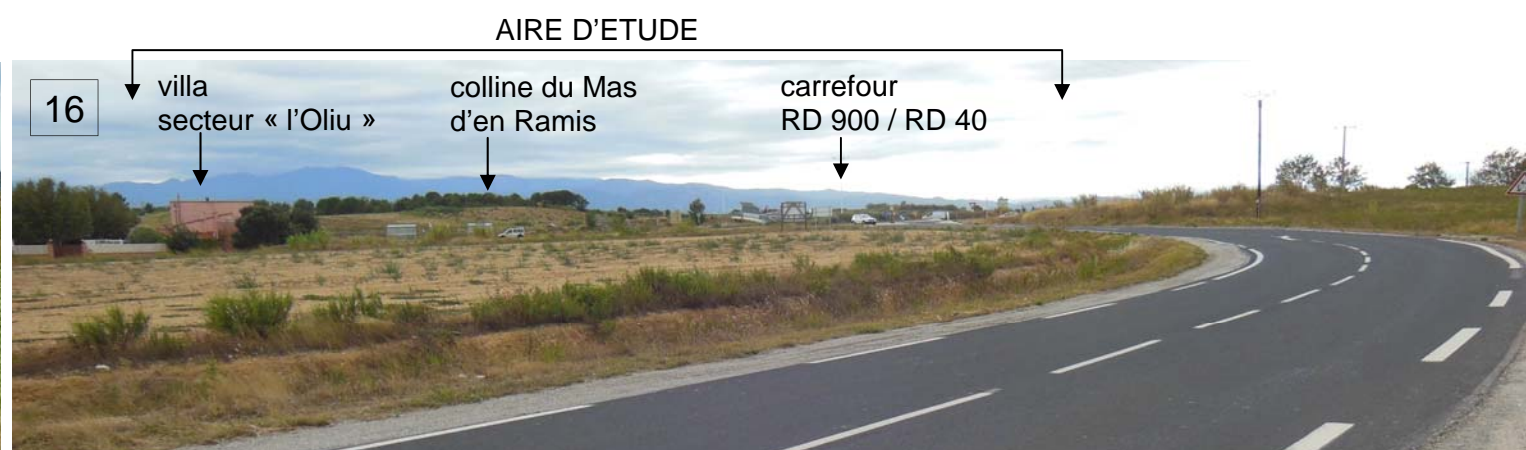 AIRE D'ETUDE
16
villa
secteur « l'Oliu »
colline du Mas
d'en Ramis
carrefour
RD 900 / RD 40